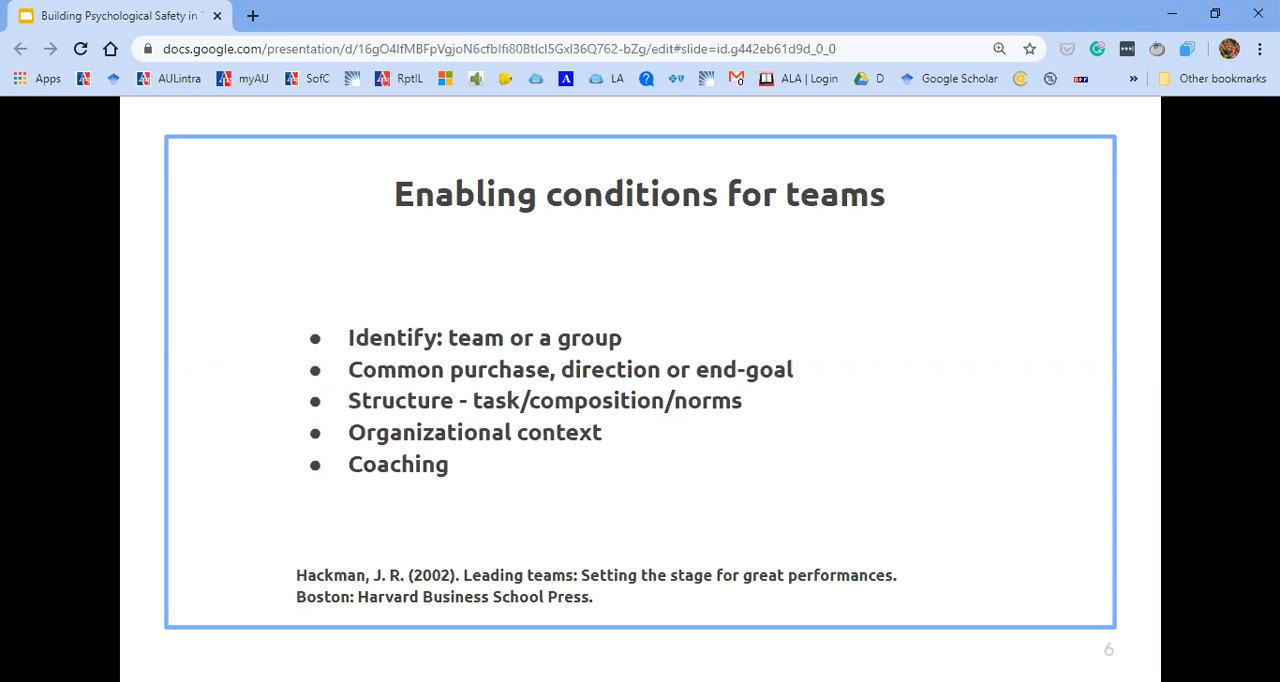 Building Psychological Safety in
docs.google.com/presentation/d/16gO4lfMBFpVgjoN6cfblfi80BtlcI5GxI36Q762-bZg/edit#slide=id.g442eb61d9d_0_0
Apps AULintra myAU SofC RptIL A LA ALA | Login D Google Scholar » Other bookmarks
Enabling conditions for teams
● Identify: team or a group
● Common purchase, direction or end-goal
● Structure - task/composition/norms
● Organizational context
● Coaching
Hackman, J. R. (2002). Leading teams: Setting the stage for great performances.
Boston: Harvard Business School Press.
6